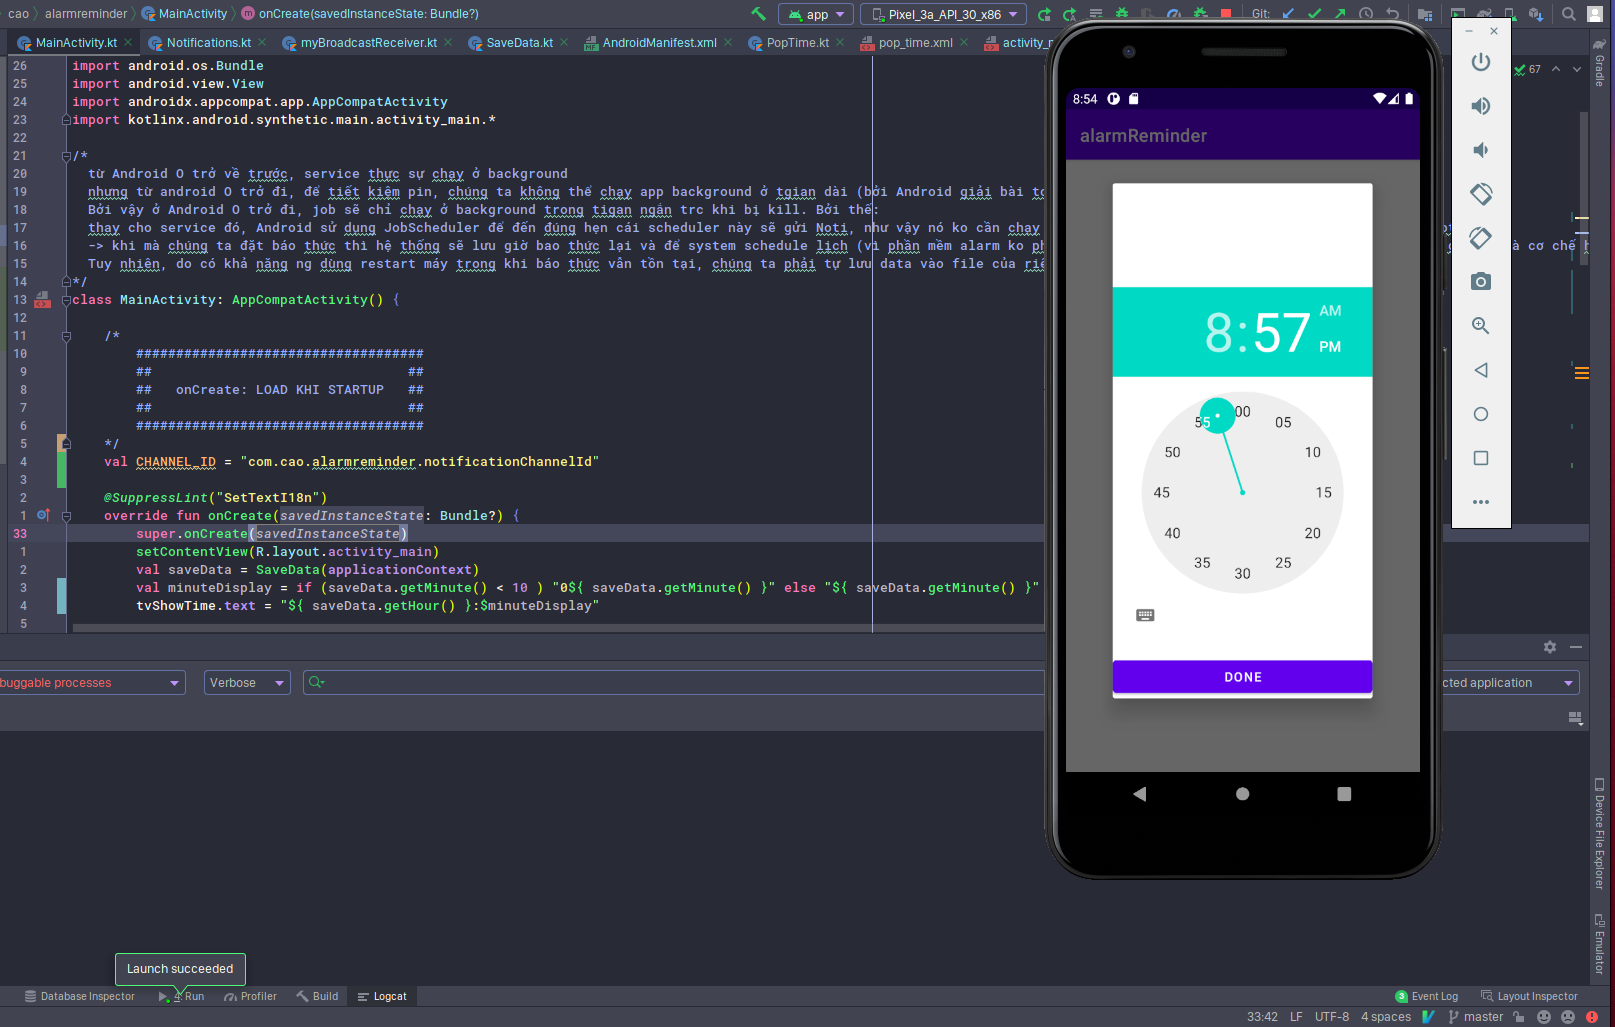 cao alarmreminder MainActivity onCreate(savedInstanceState: Bundle?)
app Pixel_3a_API_30_x86 Git:
MainActivity.kt Notifications.kt myBroadcastReceiver.kt SaveData.kt AndroidManifest.xml PopTime.kt pop_time.xml
26 import android.os.Bundle
25 import android.view.View
24 import androidx.appcompat.app.AppCompatActivity
23 import kotlinx.android.synthetic.main.activity_main.*
22
21 /*
20 từ Android O trở về trước, service thực sự chạy ở background
19 nhưng từ android O trở đi, để tiết kiệm pin, chúng ta không thể chạy app background ở tgian dài (bởi Android giải bài
18 Bởi vậy ở Android O trở đi, job sẽ chỉ chạy ở background trong tigan ngắn trc khi bị kill. Bởi thế:
17 thay cho service đó, Android sử dụng JobScheduler để đến đúng hẹn cái scheduler này sẽ gửi Noti, như vậy nó ko cần chạy
16 -> khi mà chúng ta đặt báo thức thì hệ thống sẽ lưu giờ bao thức lại và để system schedule lịch (vì phần mềm alarm ko
15 Tuy nhiên, do có khả năng ng dùng restart máy trong khi báo thức vẫn tồn tại, chúng ta phải tự lưu data vào file của
à cơ chế
14 */
13 class MainActivity: AppCompatActivity() {
12
11 /*
10 ####################################
9 ## ##
8 ## onCreate: LOAD KHI STARTUP ##
7 ## ##
6 ####################################
5 */
4 val CHANNEL_ID = "com.cao.alarmreminder.notificationChannelId"
3
2 @SuppressLint("SetTextI18n")
1 override fun onCreate(savedInstanceState: Bundle?) {
33 super.onCreate(savedInstanceState)
1 setContentView(R.layout.activity_main)
2 val saveData = SaveData(applicationContext)
3 val minuteDisplay = if (saveData.getMinute() < 10 ) "0${ saveData.getMinute() }" else "${ saveData.getMinute() }"
4 tvShowTime.text = "${ saveData.getHour() }:$minuteDisplay"
5
67
Gradle
8:54
alarmReminder
8:57
AM
PM
00
55 05
50 10
45 15
40 20
35 25
30
DONE
buggable processes Verbose cted application
Device File Explorer
Emulator
Launch succeeded
Database Inspector 4: Run Profiler Build Logcat 3 Event Log Layout Inspector
33:42 LF UTF-8 4 spaces master